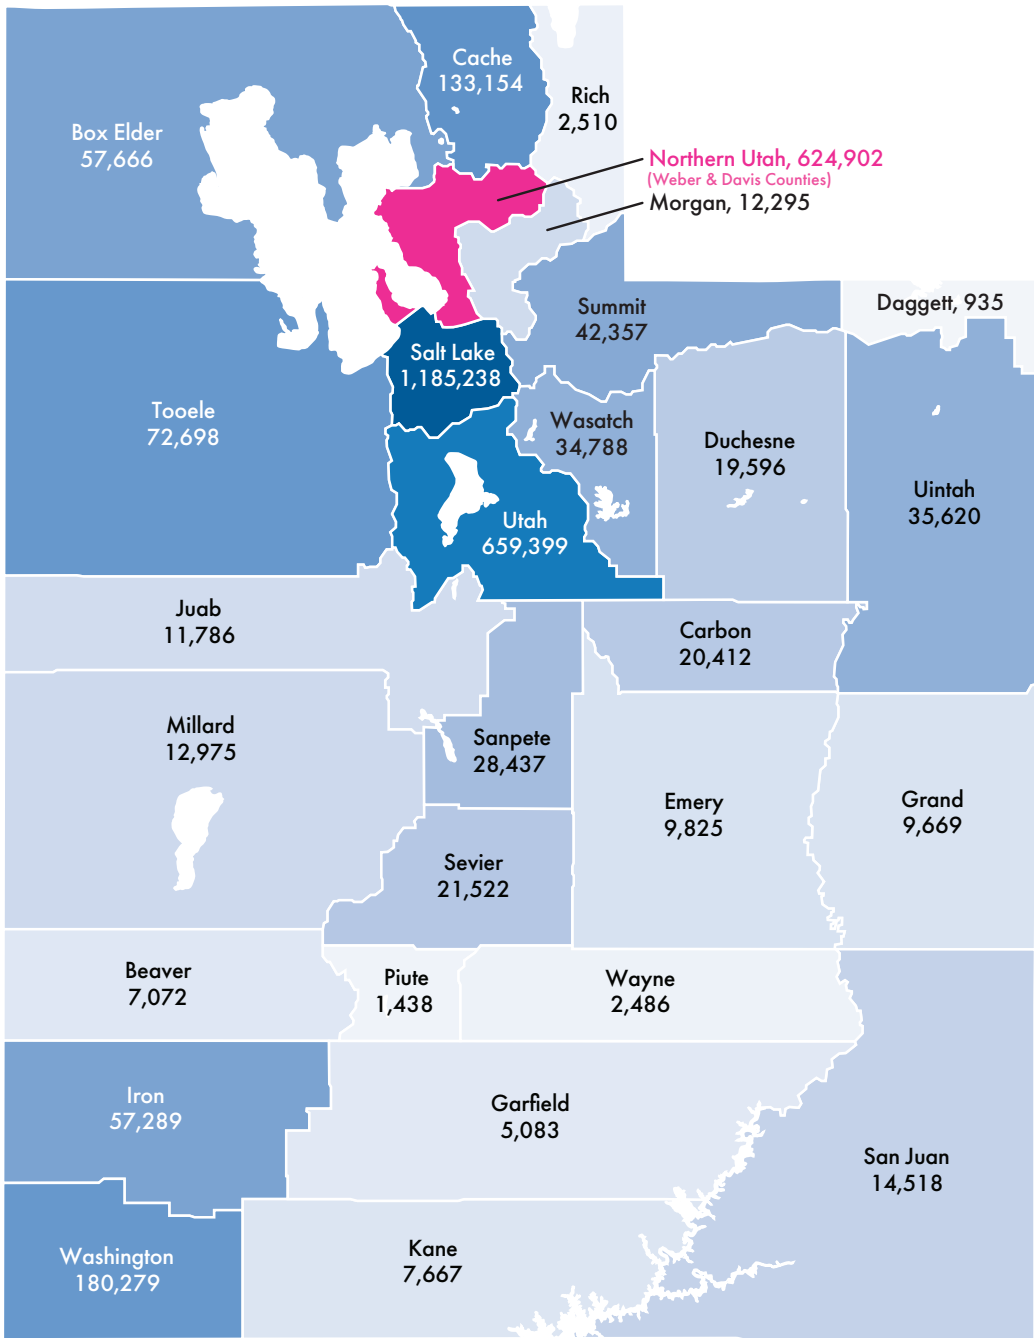 Cache
133,154
Rich
2,510
Box Elder
57,666
Northern Utah, 624,902
(Weber & Davis Counties)
Morgan, 12,295
Summit
42,357
Daggett, 935
Salt Lake
1,185,238
Tooele
72,698
Wasatch
34,788
Duchesne
19,596
Uintah
35,620
Utah
659,399
Juab
11,786
Carbon
20,412
Millard
12,975
Sanpete
28,437
Emery
9,825
Grand
9,669
Sevier
21,522
Beaver
7,072
Piute
1,438
Wayne
2,486
Iron
57,289
Garfield
5,083
San Juan
14,518
Washington
180,279
Kane
7,667